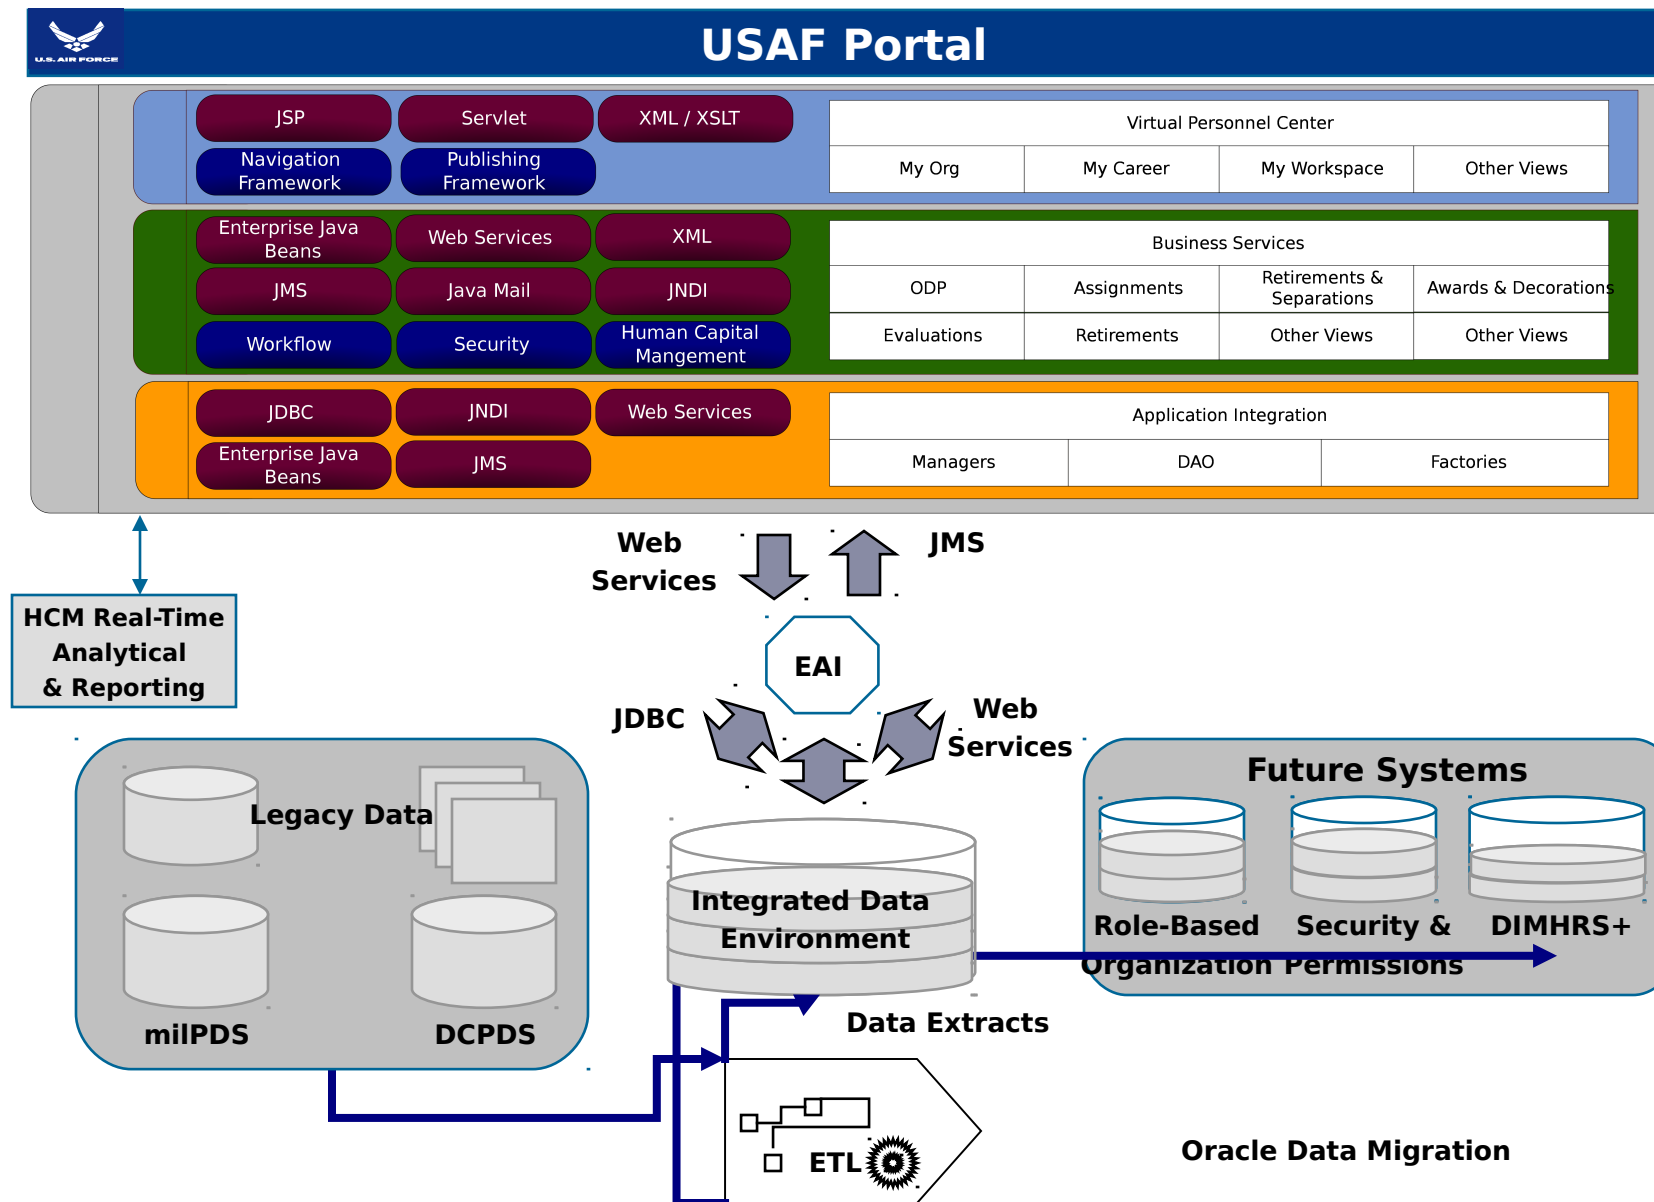 U.S. AIR FORCE
USAF Portal
JSP
Servlet
XML / XSLT
Navigation
Framework
Publishing
Framework
Virtual Personnel Center
My Org
My Career
My Workspace
Other Views
Enterprise Java
Beans
Web Services
XML
JMS
Java Mail
JNDI
Workflow
Security
Human Capital
Mangement
Business Services
ODP
Assignments
Retirements &
Separations
Awards & Decorations
Evaluations
Retirements
Other Views
Other Views
JDBC
JNDI
Web Services
Enterprise Java
Beans
JMS
Application Integration
Managers
DAO
Factories
Web
Services
JMS
HCM Real-Time
Analytical
& Reporting
EAI
JDBC
Web
Services
Legacy Data
milPDS
DCPDS
Integrated Data
Environment
Future Systems
Role-Based
Organization
Security &
Permissions
DIMHRS+
Data Extracts
ETL
Oracle Data Migration